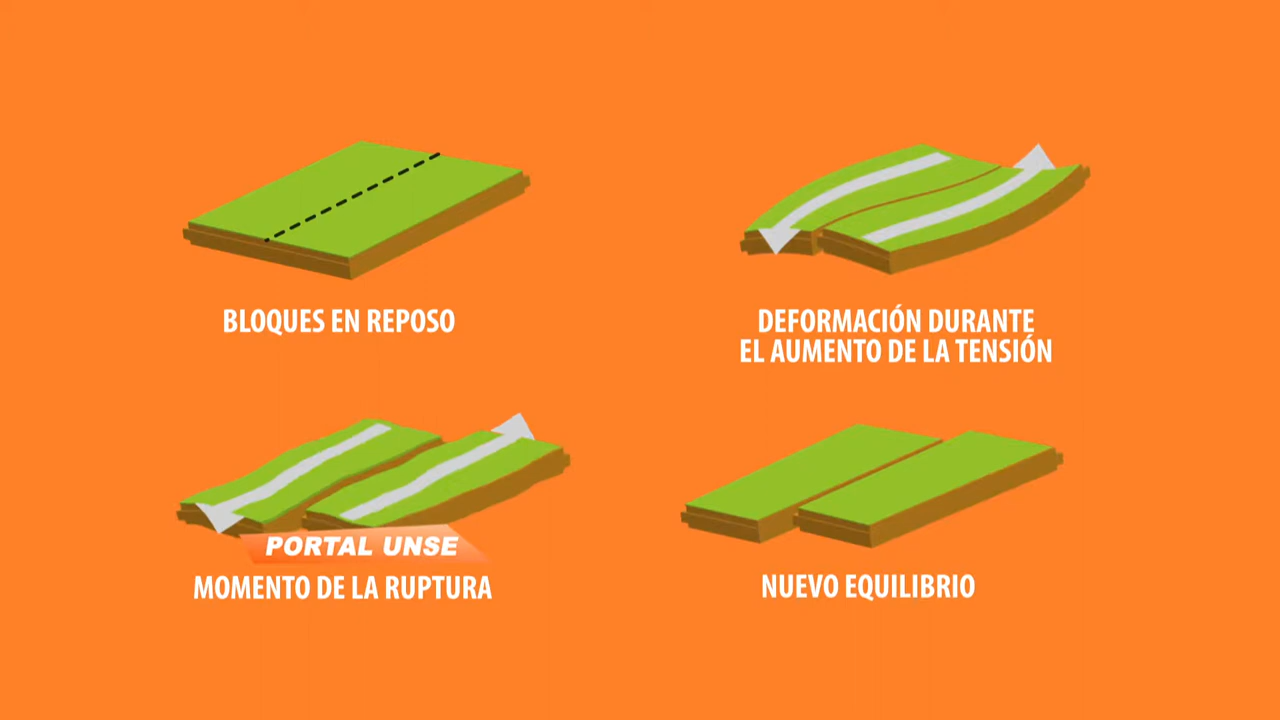 BLOQUES EN REPOSO
DEFORMACIÓN DURANTE
EL AUMENTO DE LA TENSIÓN
PORTAL UNSE
MOMENTO DE LA RUPTURA
NUEVO EQUILIBRIO